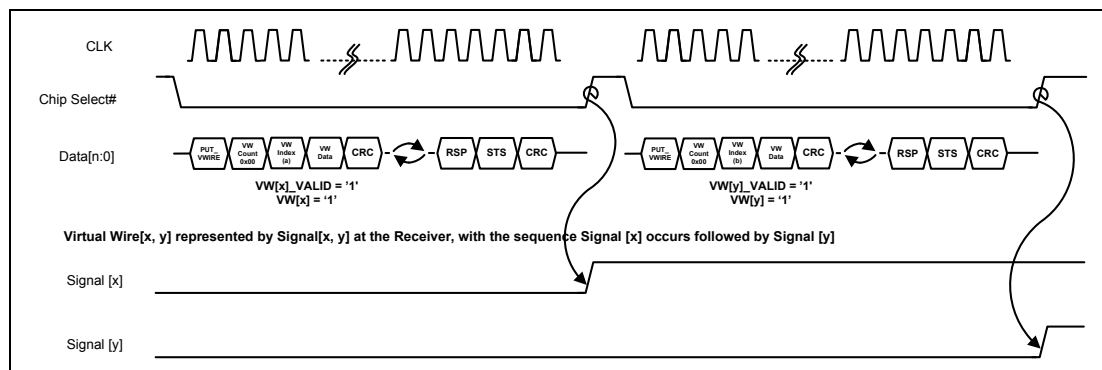 CLK
Chip Select#
Data[n:0]
PUT_
VWIRE
VW
Count
0x00
VW
Index
(a)
VW
Data
CRC
RSP
STS
CRC
PUT_
VWIRE
VW
Count
0x00
VW
Index
(b)
VW
Data
CRC
RSP
STS
CRC
VW[x]_VALID = '1'
VW[x] = ‘1’
VW[y]_VALID = '1'
VW[y] = ‘1’
Virtual Wire[x, y] represented by Signal[x, y] at the Receiver, with the sequence Signal [x] occurs followed by Signal [y]
Signal [x]
Signal [y]